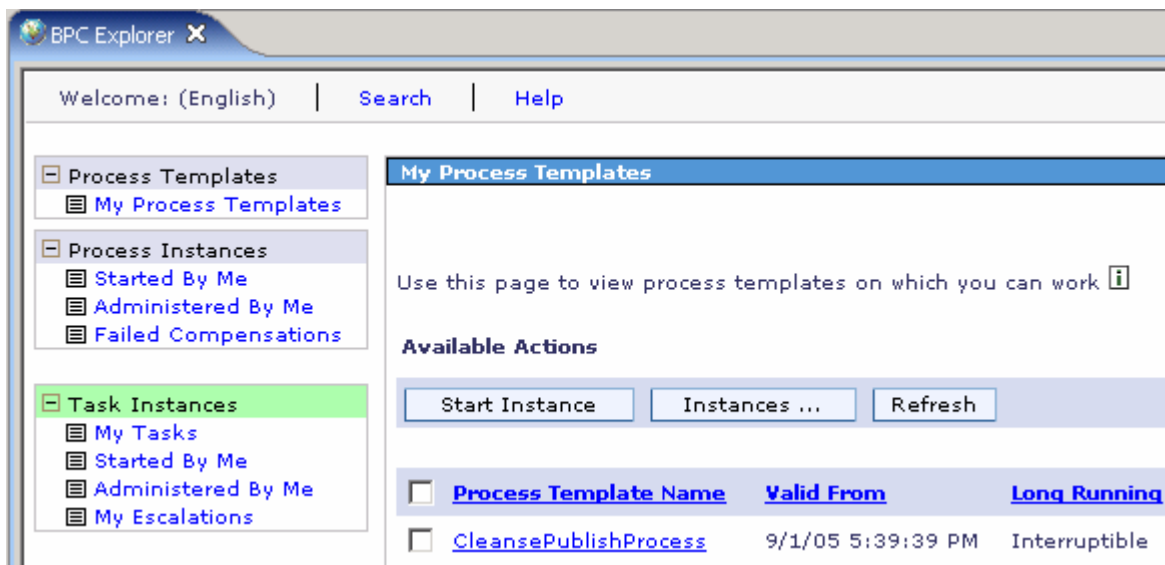 BPC Explorer
Welcome: (English) Search Help
Process Templates
My Process Templates
Process Instances
Started By Me
Administered By Me
Failed Compensations
Task Instances
My Tasks
Started By Me
Administered By Me
My Escalations
My Process Templates
Use this page to view process templates on which you can work
Available Actions
Start Instance Instances ... Refresh
Process Template Name Valid From Long Running
CleansePublishProcess 9/1/05 5:39:39 PM Interruptible